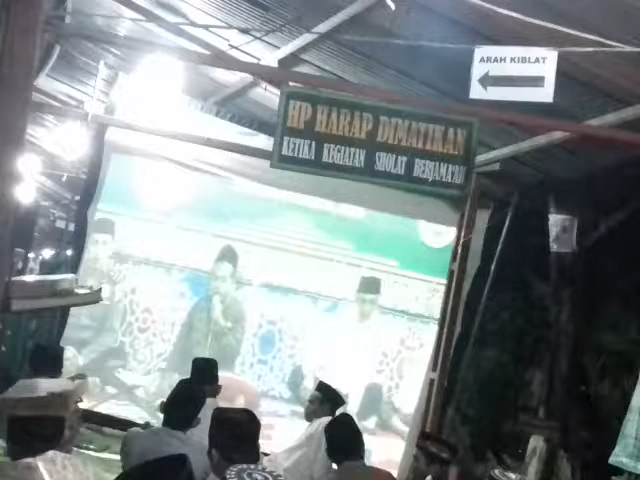 ARAH KIBLAT
HP HARAP DIMATIKAN
KETIKA KEGIATAN SHOLAT BERJAMA'AH